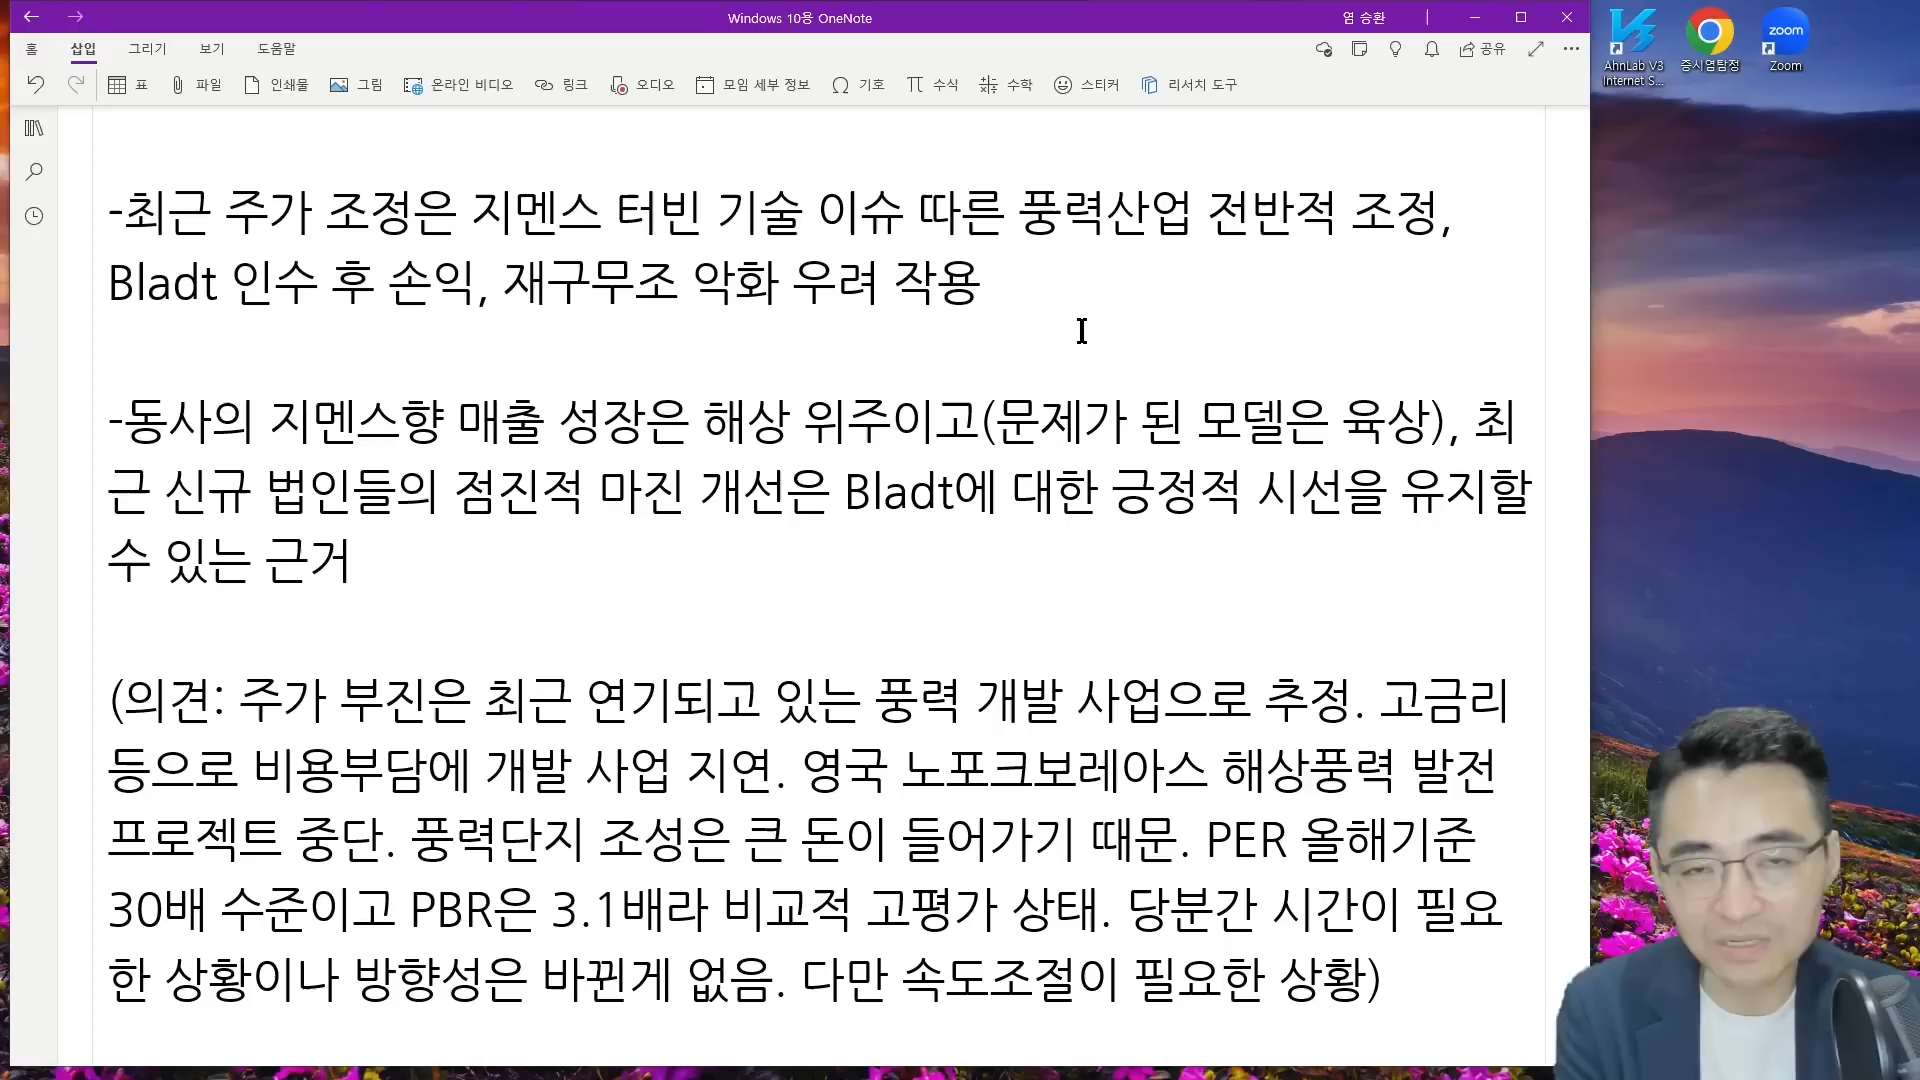 Windows 10용 OneNote
염 승환
홈 삽입 그리기 보기 도움말
공유
표 파일 인쇄물 그림 온라인 비디오 링크 오디오 모임 세부 정보 기호 수식 수학 스티커 리서치 도구
-최근 주가 조정은 지멘스 터빈 기술 이슈 따른 풍력산업 전반적 조정,
Bladt 인수 후 손익, 재구무조 악화 우려 작용
-동사의 지멘스향 매출 성장은 해상 위주이고(문제가 된 모델은 육상), 최
근 신규 법인들의 점진적 마진 개선은 Bladt에 대한 긍정적 시선을 유지할
수 있는 근거
(의견: 주가 부진은 최근 연기되고 있는 풍력 개발 사업으로 추정. 고금리
등으로 비용부담에 개발 사업 지연. 영국 노포크보레아스 해상풍력 발전
프로젝트 중단. 풍력단지 조성은 큰 돈이 들어가기 때문. PER 올해기준
30배 수준이고 PBR은 3.1배라 비교적 고평가 상태. 당분간 시간이 필요
한 상황이나 방향성은 바뀐게 없음. 다만 속도조절이 필요한 상황)
AhnLab V3
Internet S...
증시염탐정
zoom
Zoom